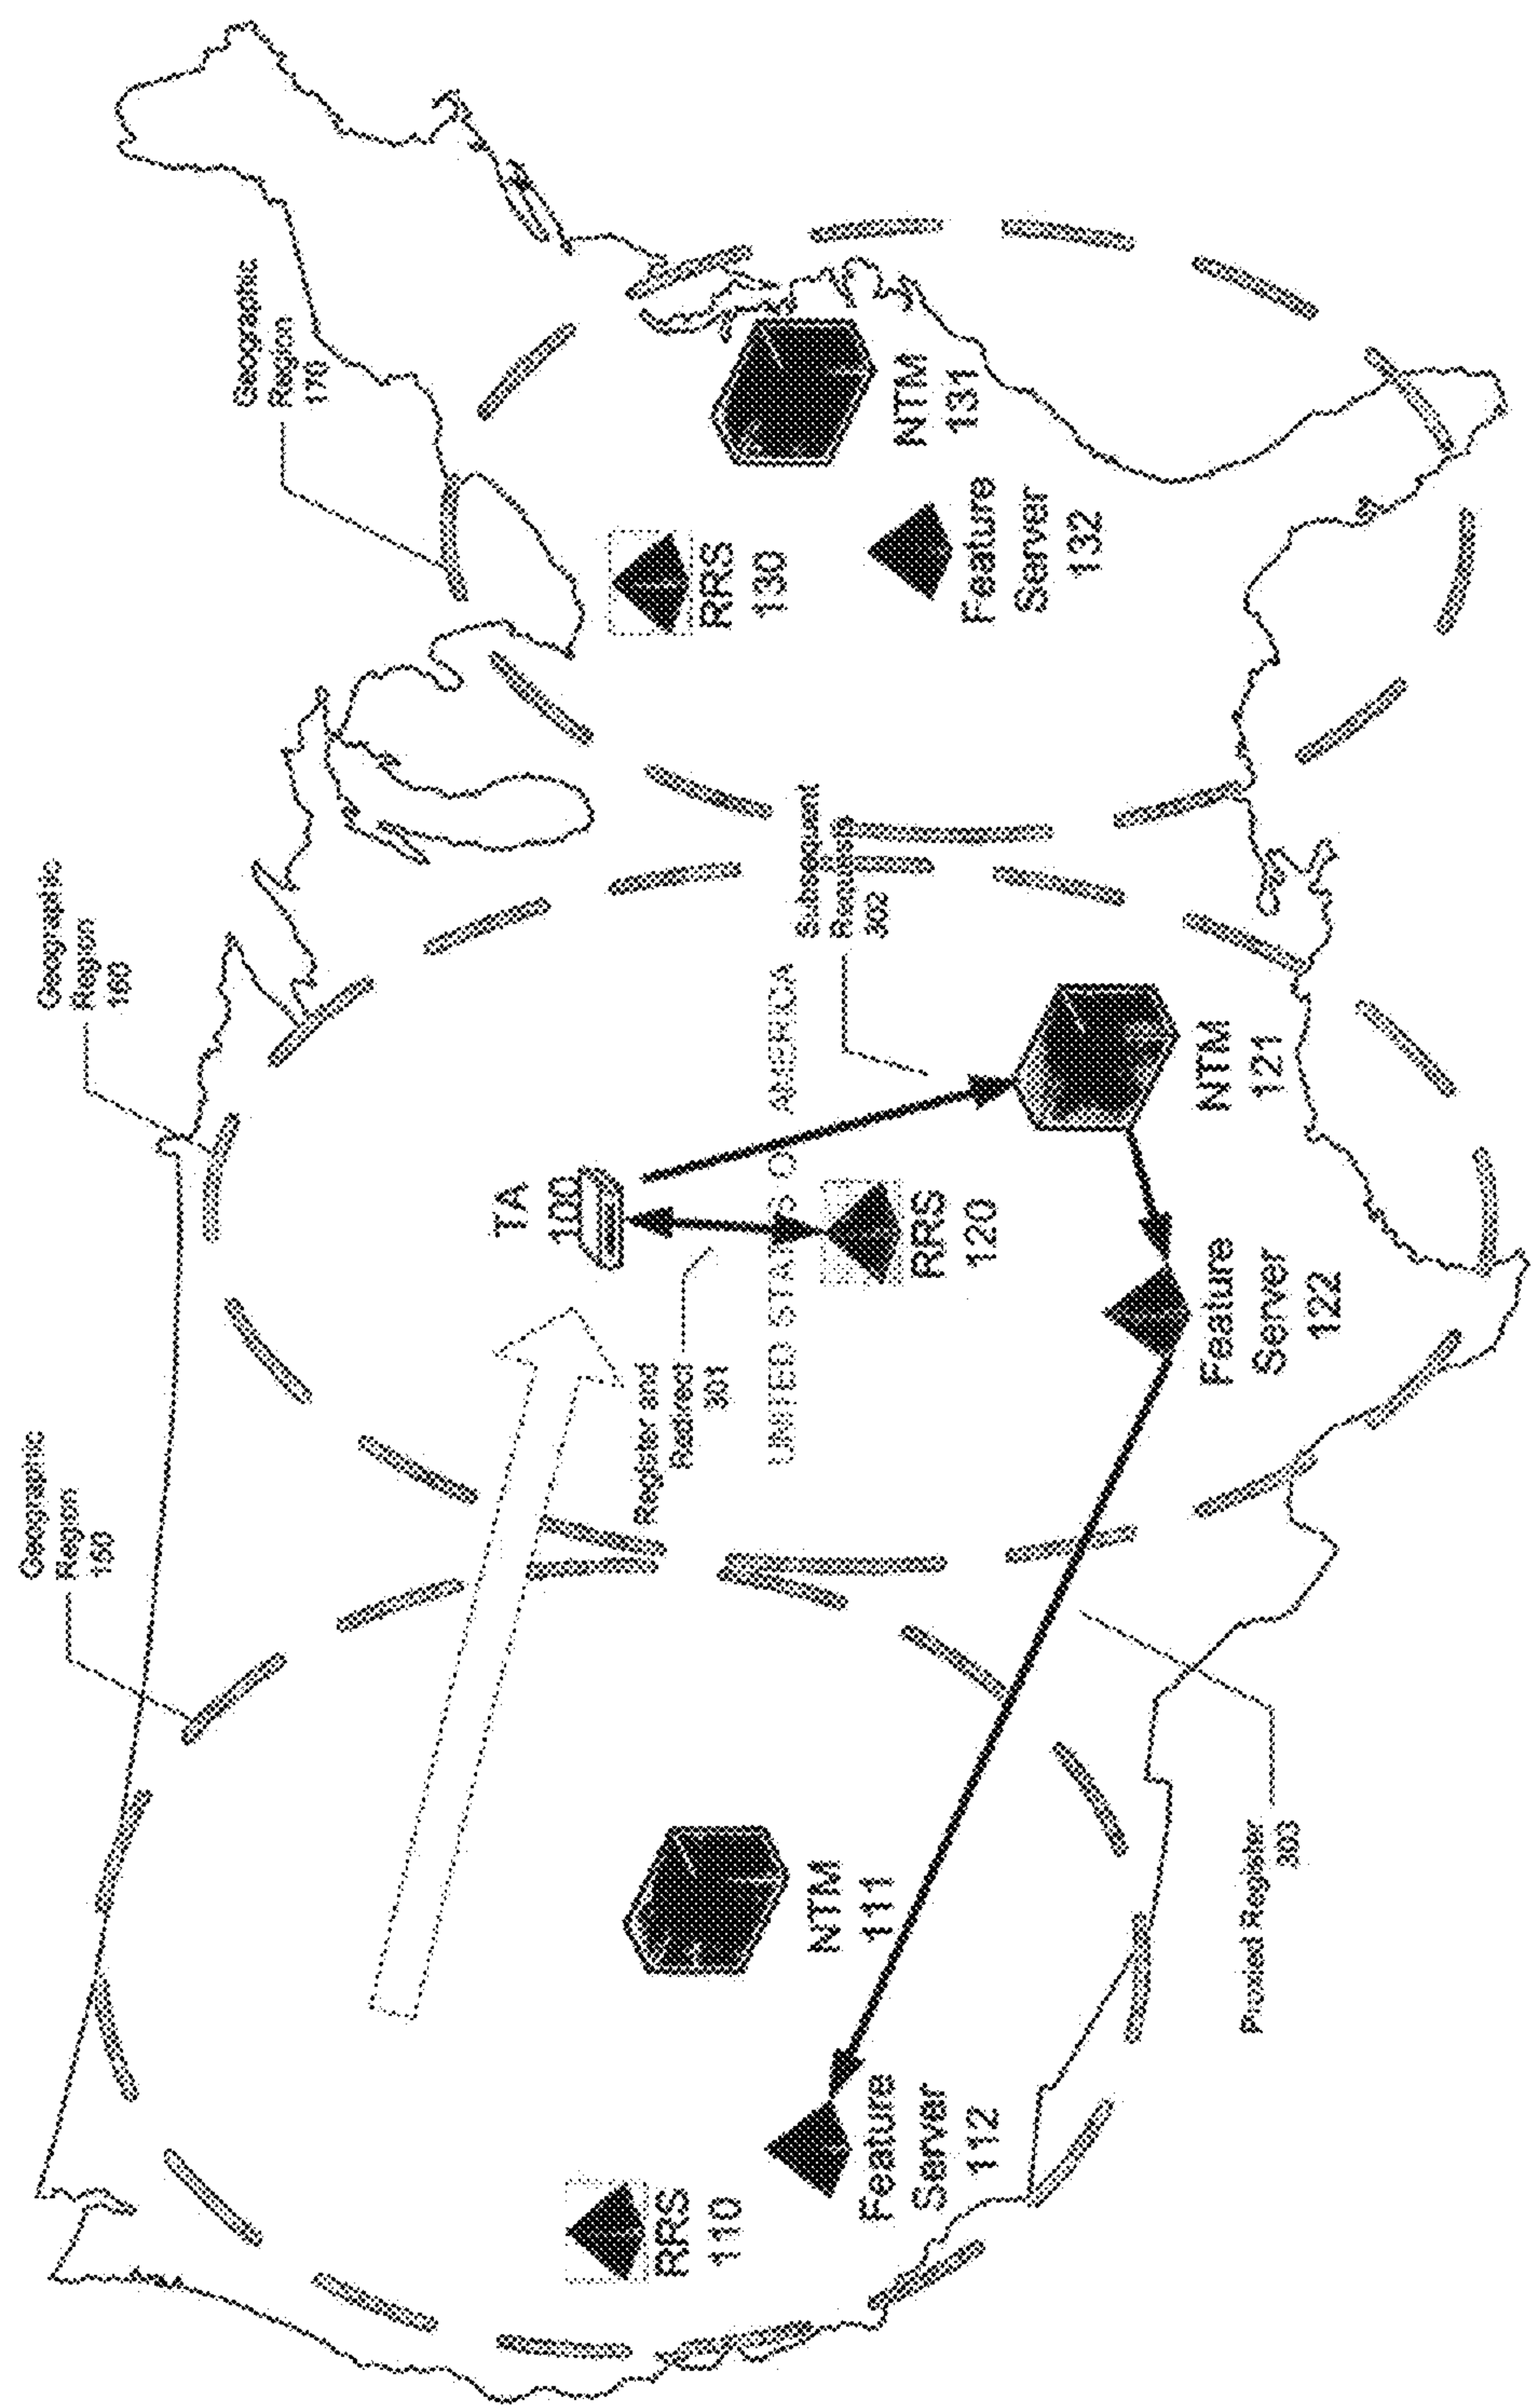 Geographic
Region
150
Geographic
Region
160
Geographic
Region
170
TA
100
Register and
Redirect
301
UNITED STATES OF AMERICA
Subsequent
Requests
302
RRS
110
Feature
Server
112
NTM
111
RRS
120
NTM
121
Feature
Server
122
RRS
130
NTM
131
Feature
Server
132
Proxied Register
303